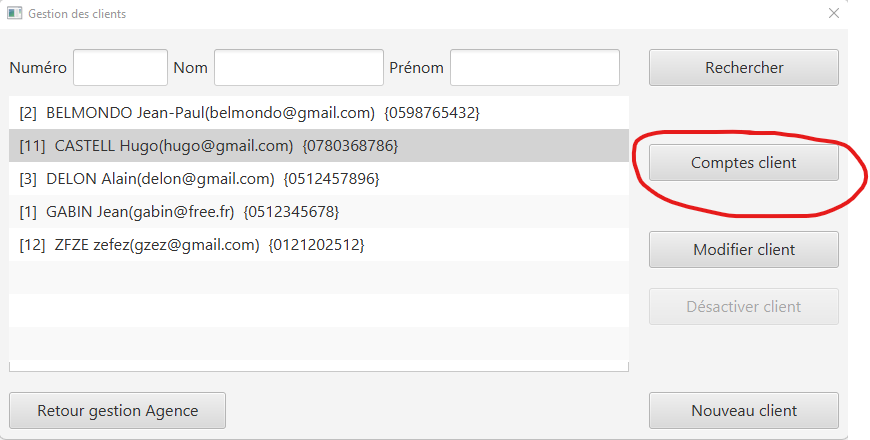 Gestion des clients
Numéro Nom Prénom Rechercher
[2] BELMONDO Jean-Paul(belmondo@gmail.com) {0598765432}
[11] CASTELL Hugo(hugo@gmail.com) {0780368786}
Comptes client
[3] DELON Alain(delon@gmail.com) {0512457896}
[1] GABIN Jean(gabin@free.fr) {0512345678}
[12] ZFZE zefez(gzez@gmail.com) {0121202512}
Modifier client
Désactiver client
Retour gestion Agence
Nouveau client